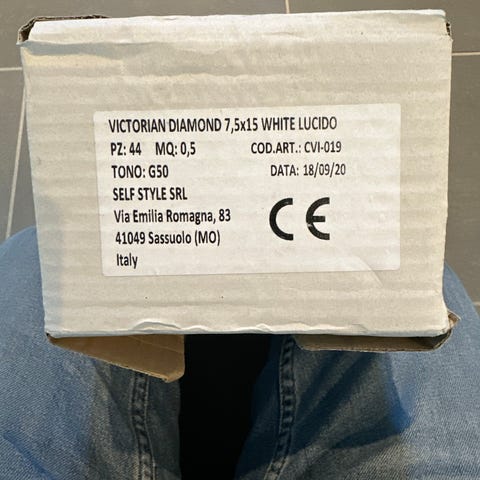 VICTORIAN DIAMOND 7,5x15 WHITE LUCIDO
PZ: 44 MQ: 0,5 COD.ART.: CVI-019
TONO: G50 DATA: 18/09/20
SELF STYLE SRL
Via Emilia Romagna, 83
41049 Sassuolo (MO)
Italy
CE